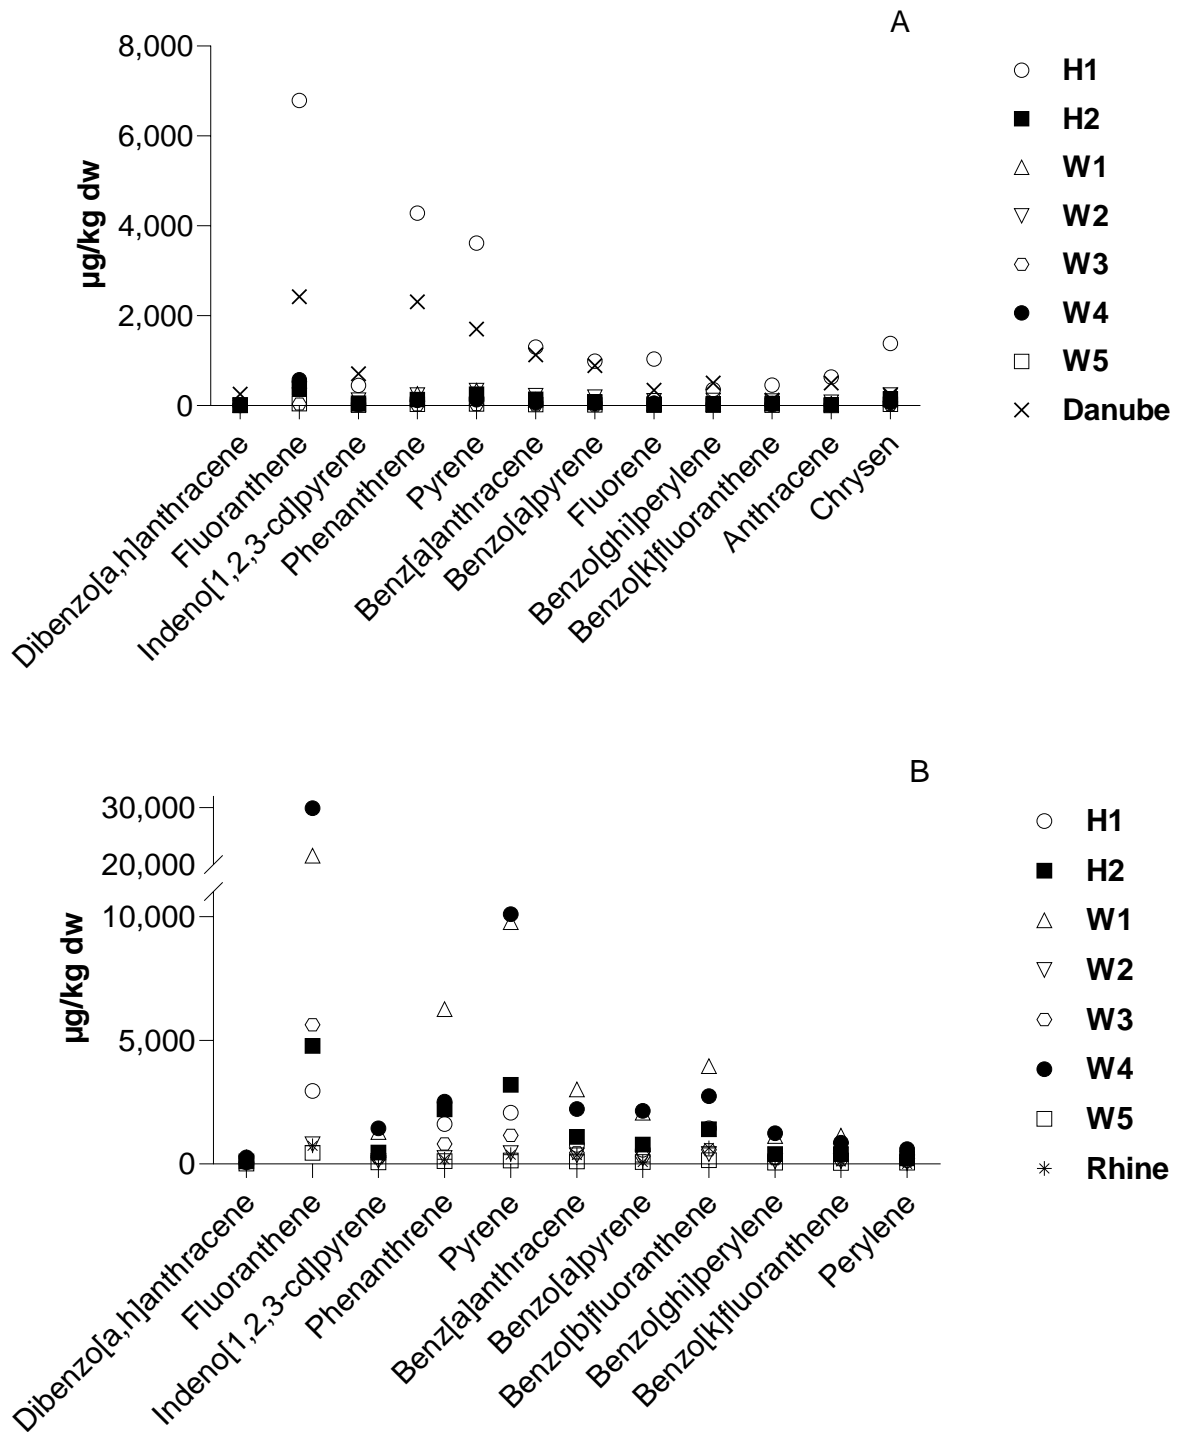 A
8,000
6,000
4,000
2,000
0
µg/kg dw
H1
H2
W1
W2
W3
W4
W5
Danube
Dibenzo[a,h]anthracene
Fluoranthene
Indeno[1,2,3-cd]pyrene
Phenanthrene
Pyrene
Benz[a]anthracene
Benzo[a]pyrene
Fluorene
Benzo[ghi]perylene
Benzo[k]fluoranthene
Anthracene
Chrysen
B
30,000
20,000
10,000
5,000
0
µg/kg dw
H1
H2
W1
W2
W3
W4
W5
Rhine
Dibenzo[a,h]anthracene
Fluoranthene
Indeno[1,2,3-cd]pyrene
Phenanthrene
Pyrene
Benz[a]anthracene
Benzo[a]pyrene
Benzo[b]fluoranthene
Benzo[ghi]perylene
Benzo[k]fluoranthene
Perylene